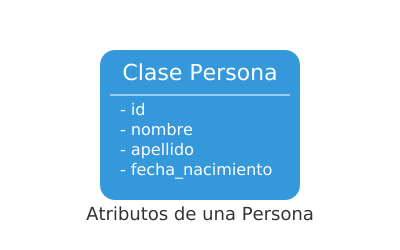 Clase Persona
- id
- nombre
- apellido
- fecha_nacimiento
Atributos de una Persona